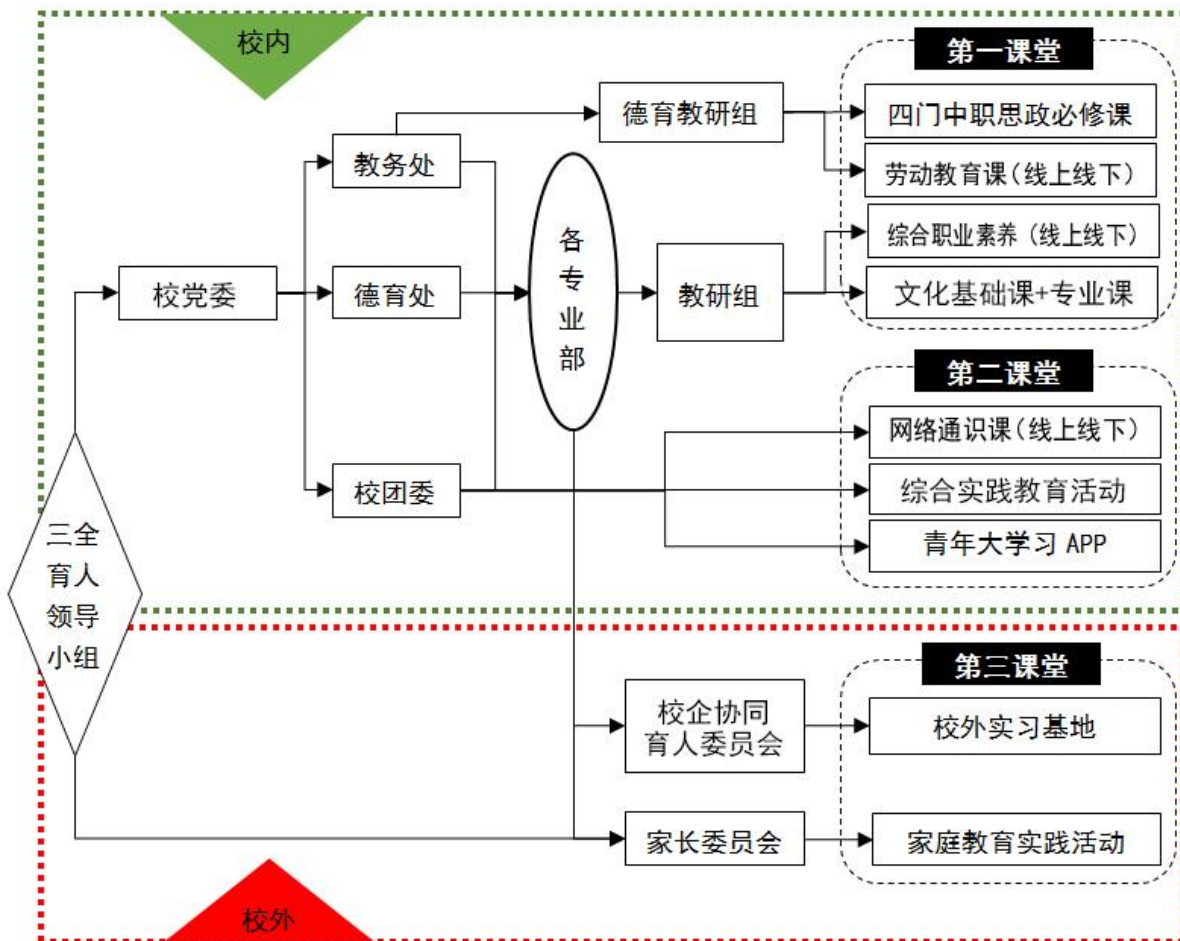 校内
第一课堂
德育教研组
四门中职思政必修课
教务处
劳动教育课(线上线下)
各
专
业
部
综合职业素养 (线上线下)
校党委
德育处
教研组
文化基础课+专业课
第二课堂
网络通识课(线上线下)
校团委
综合实践教育活动
青年大学习 APP
三全
育人
领导
小组
第三课堂
校企协同
育人委员会
校外实习基地
家长委员会
家庭教育实践活动
校外